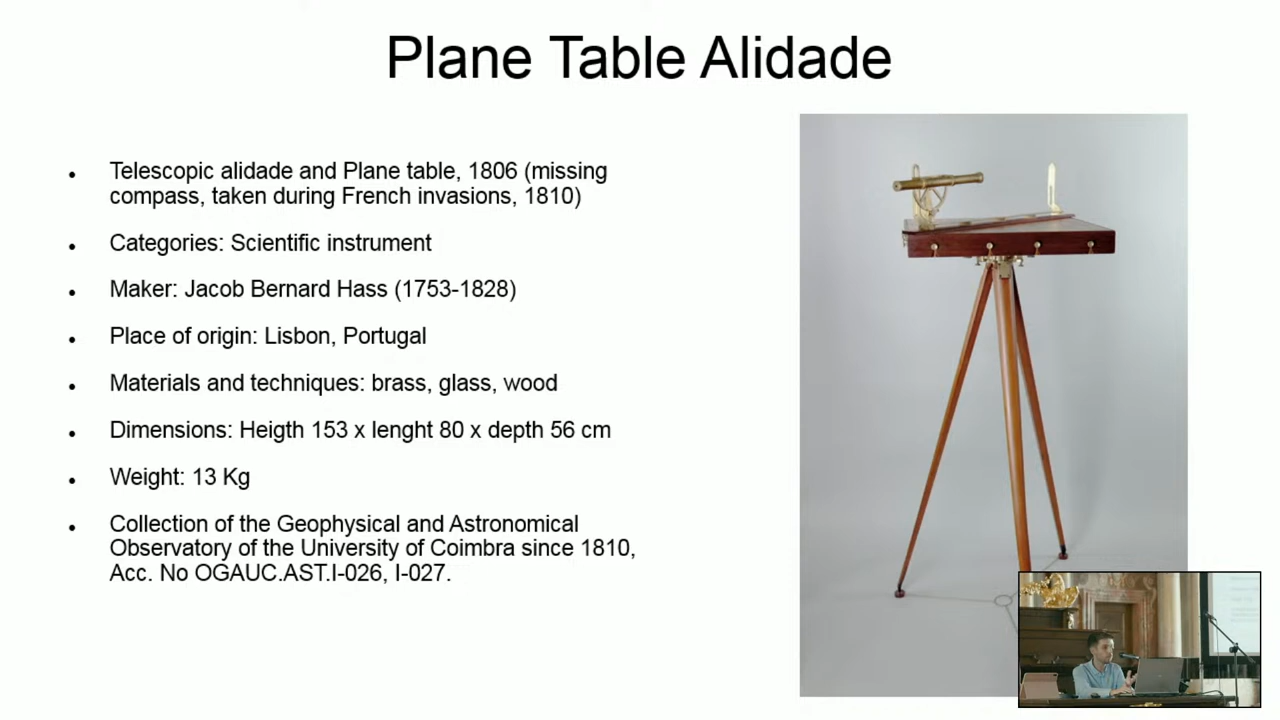 Plane Table Alidade
• Telescopic alidade and Plane table, 1806 (missing
compass, taken during French invasions, 1810)
• Categories: Scientific instrument
• Maker: Jacob Bernard Hass (1753-1828)
• Place of origin: Lisbon, Portugal
• Materials and techniques: brass, glass, wood
• Dimensions: Heigth 153 x lenght 80 x depth 56 cm
• Weight: 13 Kg
• Collection of the Geophysical and Astronomical
Observatory of the University of Coimbra since 1810,
Acc. No OGAUC.AST.I-026, I-027.